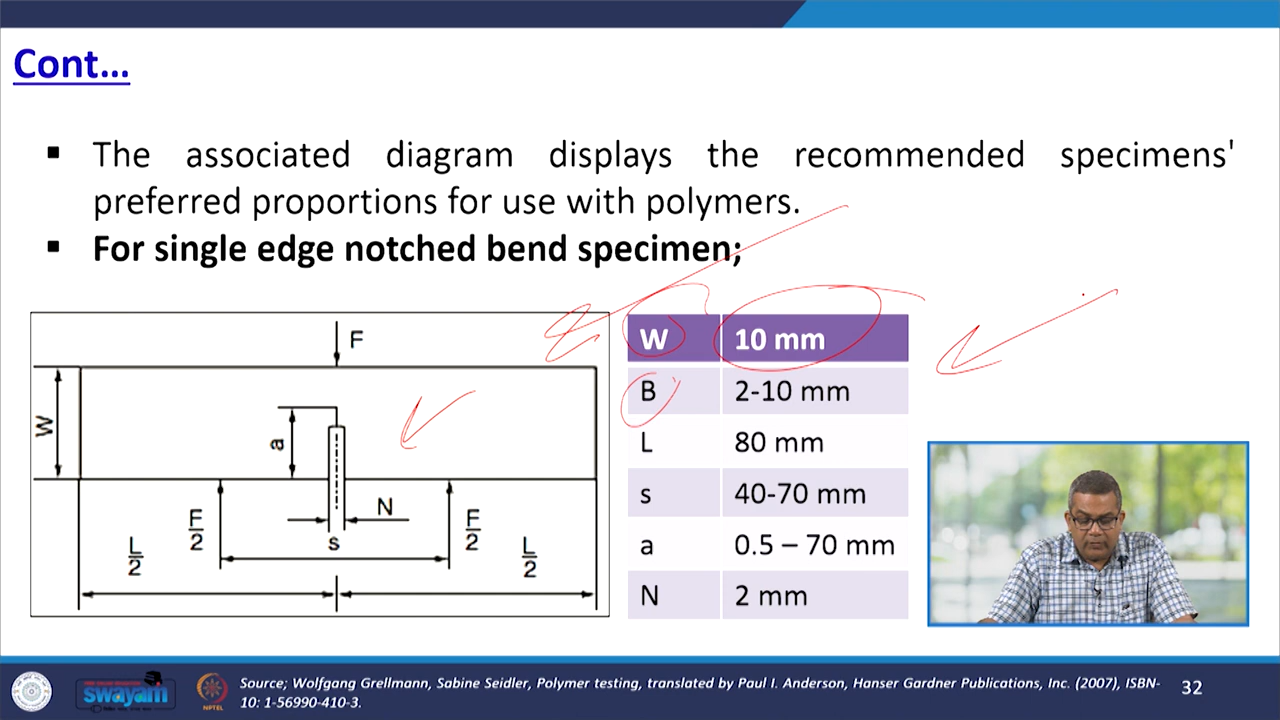 Cont...
▪ The associated diagram displays the recommended specimens'
preferred proportions for use with polymers.
▪ For single edge notched bend specimen;
F
W
a
N
F/2
s
F/2
L/2
L/2
W 10 mm
B 2-10 mm
L 80 mm
s 40-70 mm
a 0.5 – 70 mm
N 2 mm
swayam
NPTEL
Source; Wolfgang Grellmann, Sabine Seidler, Polymer testing, translated by Paul I. Anderson, Hanser Gardner Publications, Inc. (2007), ISBN-
10: 1-56990-410-3.
32